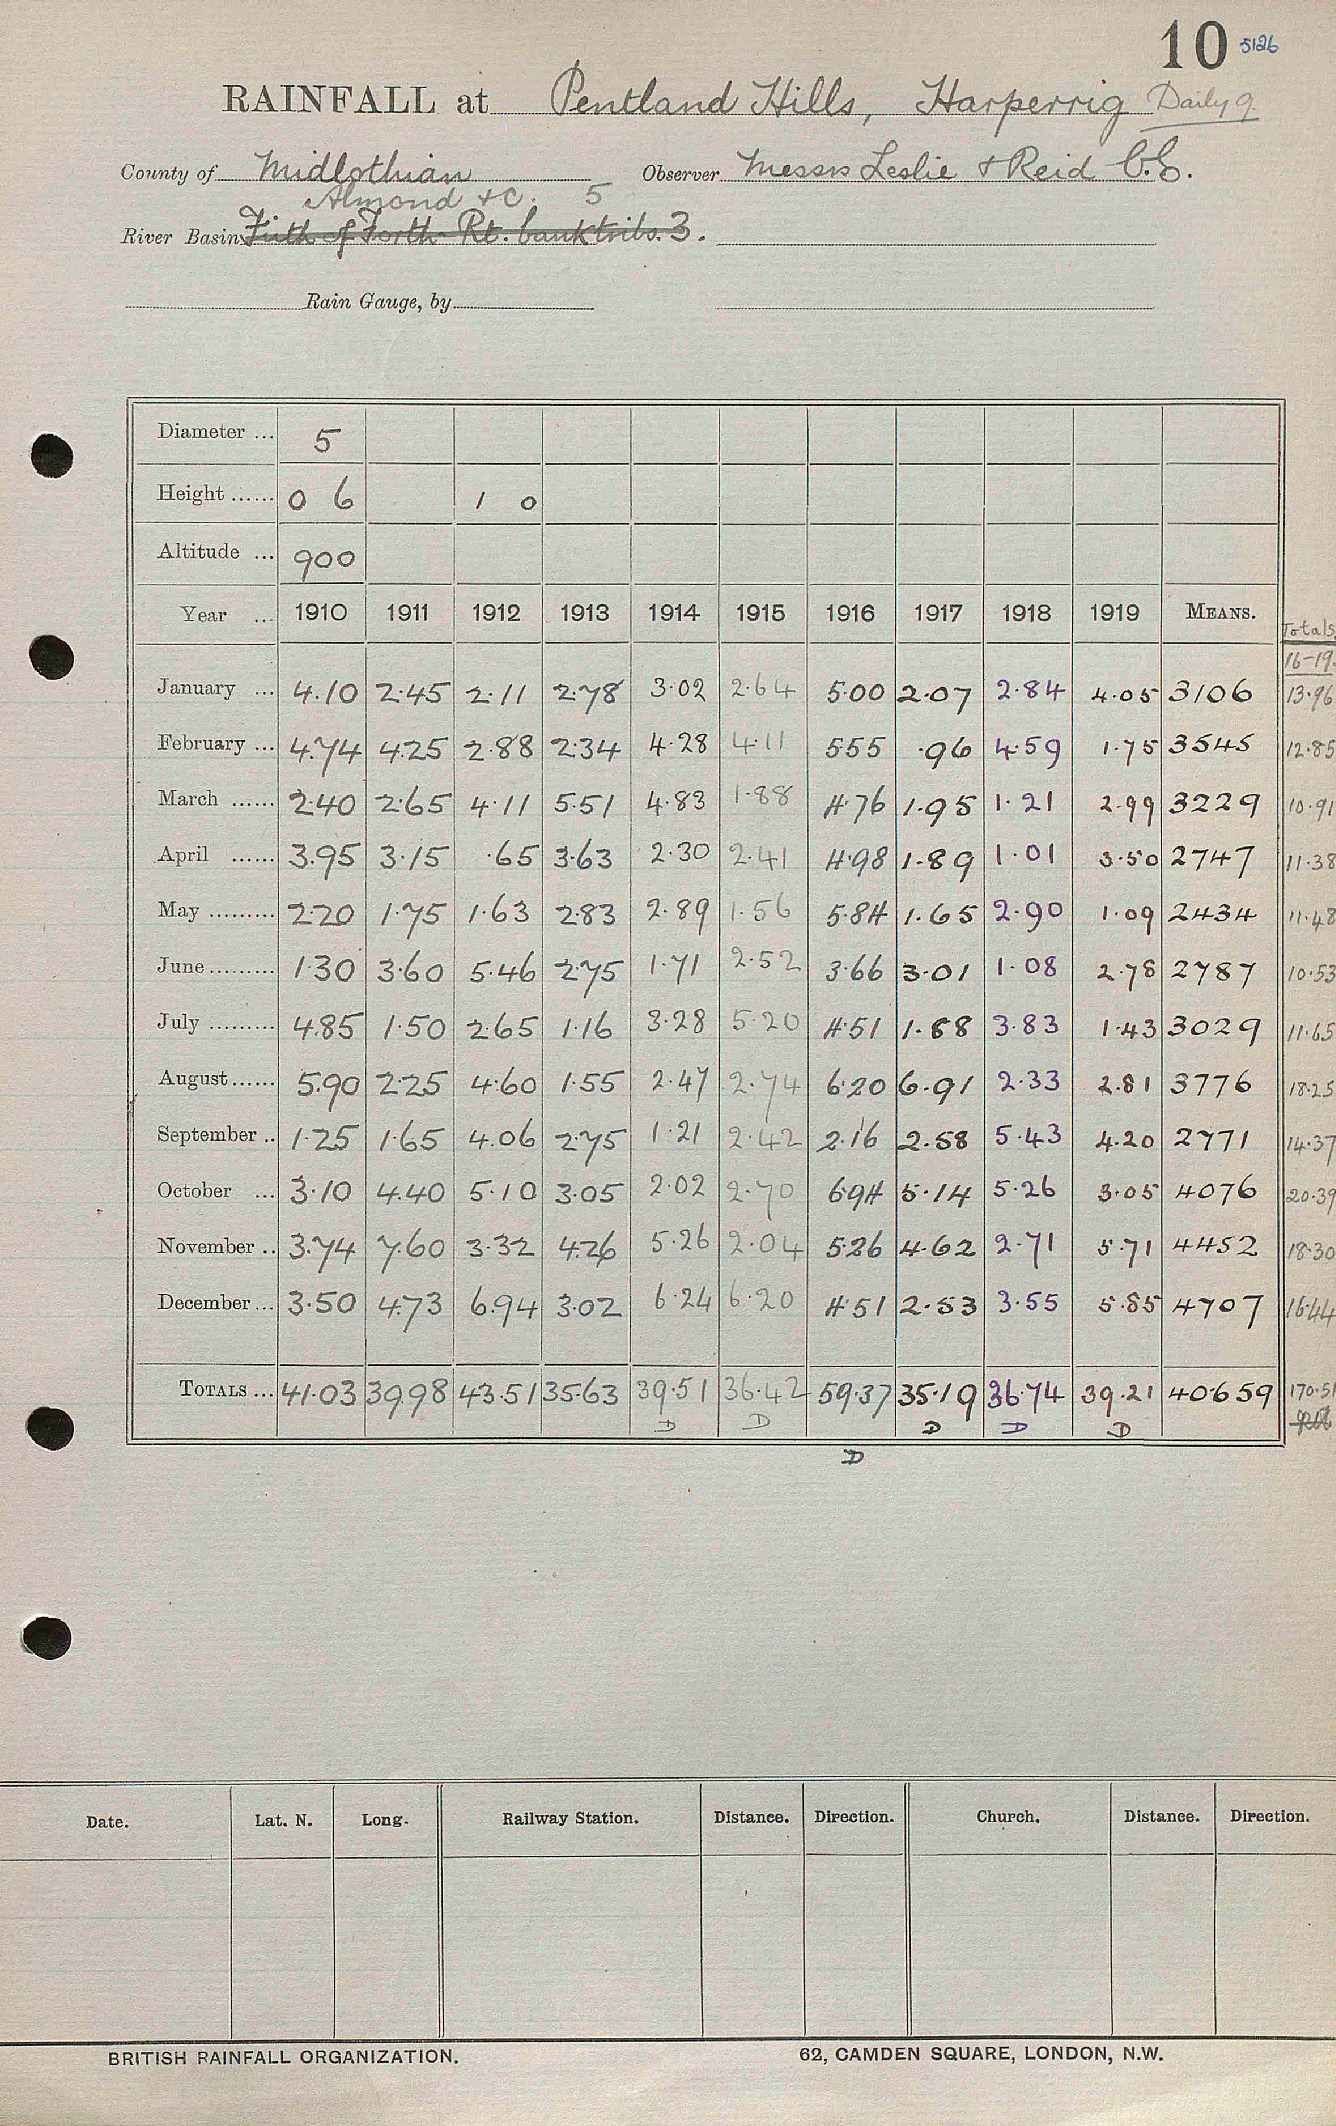 10 5126
RAINFALL at Pentland Hills, Harperrig Daily 9.
County of Midlothian Observer Messrs Leslie & Reid C.E.
Almond &c. 5
River Basin Firth of Forth Rt. bank tribs. 3.
Rain Gauge, by
Diameter ... 5
Height ...... 0 6 1 0
Altitude ... 900
Year ... 1910 1911 1912 1913 1914 1915 1916 1917 1918 1919 MEANS. Totals
16-19.
January ... 4.10 2.45 2.11 2.78 3.02 2.64 5.00 2.07 2.84 4.05 3106 13.96
February ... 4.74 4.25 2.88 2.34 4.28 4.11 5.55 .96 4.59 1.75 3545 12.85
March ...... 2.40 2.65 4.11 5.51 4.83 1.88 4.76 1.95 1.21 2.99 3229 10.91
April ...... 3.95 3.15 .65 3.63 2.30 2.41 4.98 1.89 1.01 3.50 2747 11.38
May ......... 2.20 1.75 1.63 2.83 2.89 1.56 5.84 1.65 2.90 1.09 2434 11.48
June ......... 1.30 3.60 5.46 2.75 1.71 2.52 3.66 3.01 1.08 2.78 2787 10.53
July ......... 4.85 1.50 2.65 1.16 3.28 5.20 4.51 1.88 3.83 1.43 3029 11.65
August ...... 5.90 2.25 4.60 1.55 2.47 2.74 6.20 6.91 2.33 2.81 3776 18.25
September .. 1.25 1.65 4.06 2.75 1.21 2.42 2.16 2.58 5.43 4.20 2771 14.37
October ... 3.10 4.40 5.10 3.05 2.02 2.70 6.94 5.14 5.26 3.05 4076 20.39
November .. 3.74 7.60 3.32 4.26 5.26 2.04 5.26 4.62 2.71 5.71 4452 18.30
December ... 3.50 4.73 6.94 3.02 6.24 6.20 4.51 2.53 3.55 5.85 4707 16.44
TOTALS ... 41.03 39.98 43.51 35.63 39.51 36.42 59.37 35.19 36.74 39.21 40659 170.51
D D D D D
D
Date. Lat. N. Long. Railway Station. Distance. Direction. Church. Distance. Direction.
BRITISH RAINFALL ORGANIZATION. 62, CAMDEN SQUARE, LONDON, N.W.